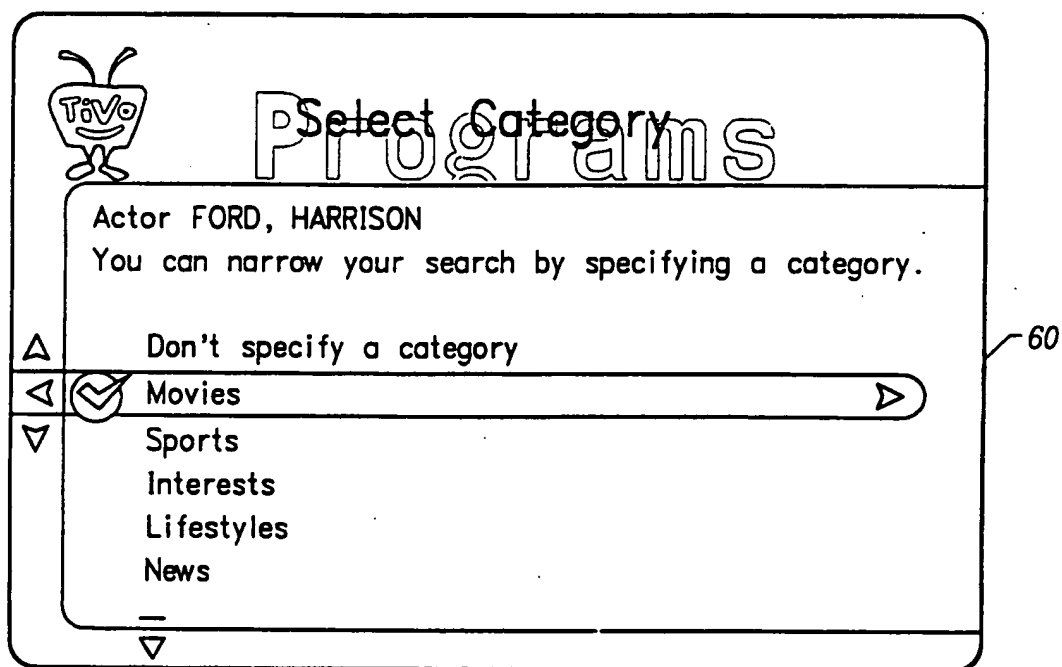 TiVo
Select Category
Programs
Actor FORD, HARRISON
You can narrow your search by specifying a category.
Don't specify a category
Movies
Sports
Interests
Lifestyles
News
60